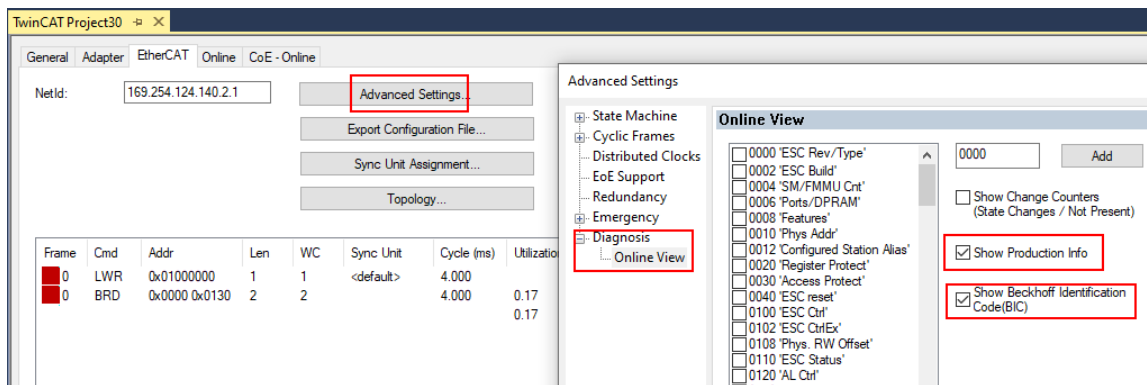 TwinCAT Project30
General Adapter EtherCAT Online CoE - Online
NetId: 169.254.124.140.2.1
Advanced Settings...
Export Configuration File...
Sync Unit Assignment...
Topology...
Frame Cmd Addr Len WC Sync Unit Cycle (ms) Utilizatio
0 LWR 0x01000000 1 1 <default> 4.000
0 BRD 0x0000 0x0130 2 2 4.000 0.17
0.17
Advanced Settings
State Machine
Cyclic Frames
Distributed Clocks
EoE Support
Redundancy
Emergency
Diagnosis
Online View
Online View
0000 'ESC Rev/Type'
0002 'ESC Build'
0004 'SM/FMMU Cnt'
0006 'Ports/DPRAM'
0008 'Features'
0010 'Phys Addr'
0012 'Configured Station Alias'
0020 'Register Protect'
0030 'Access Protect'
0040 'ESC reset'
0100 'ESC Ctrl'
0102 'ESC CtrlEx'
0108 'Phys. RW Offset'
0110 'ESC Status'
0120 'AL Ctrl'
0000 Add
Show Change Counters
(State Changes / Not Present)
Show Production Info
Show Beckhoff Identification
Code(BIC)